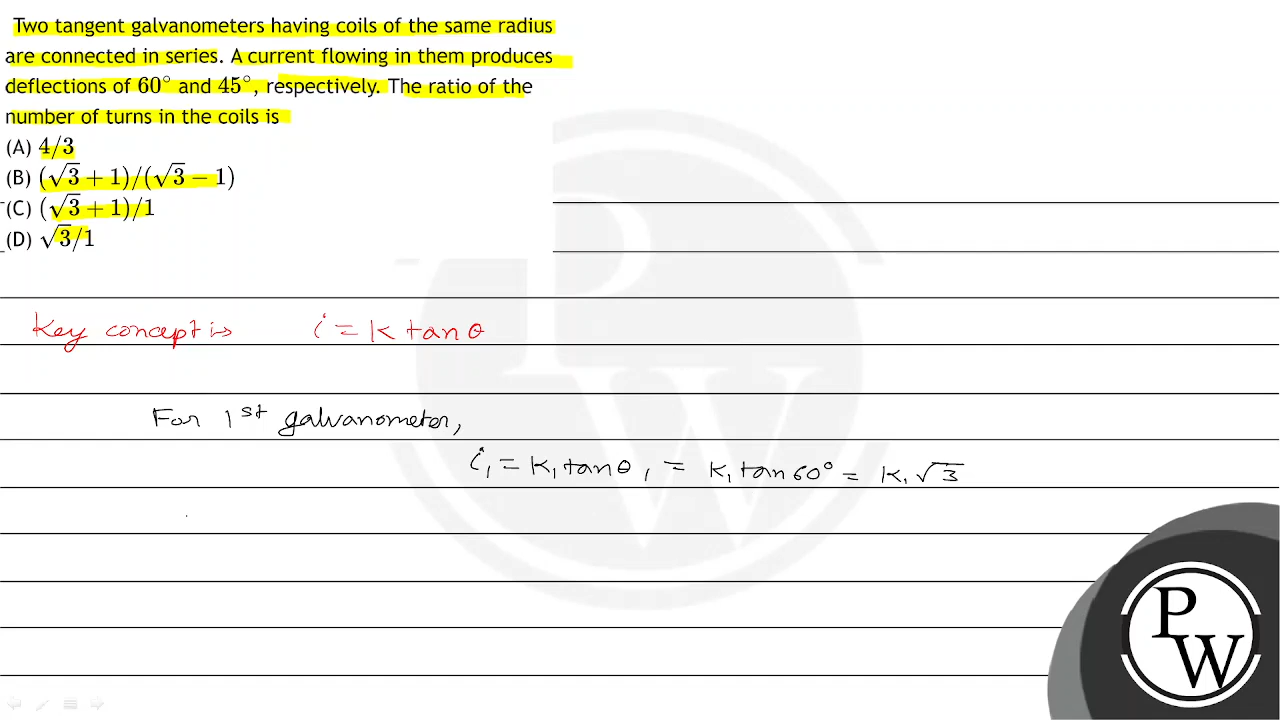 Two tangent galvanometers having coils of the same radius
are connected in series. A current flowing in them produces
deflections of 60° and 45°, respectively. The ratio of the
number of turns in the coils is
(A) 4/3
(B) (√3 + 1)/(√3 − 1)
(C) (√3 + 1)/1
(D) √3/1
Key concept is i = K tan θ
For 1st galvanometer,
i₁ = K₁ tan θ₁ = K₁ tan 60° = K₁ √3
P
W
P
W